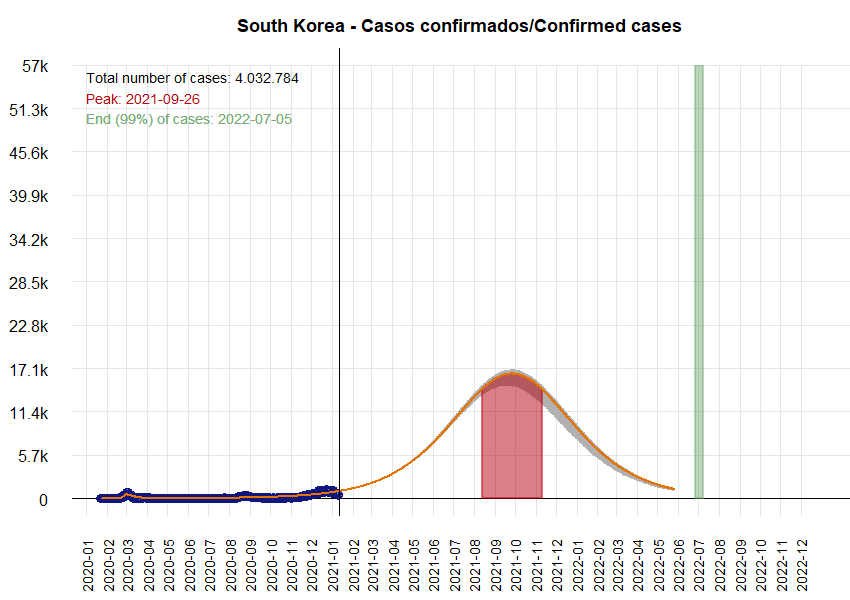 South Korea - Casos confirmados/Confirmed cases
57k
Total number of cases: 4.032.784
Peak: 2021-09-26
51.3k
End (99%) of cases: 2022-07-05
45.6k
39.9k
34.2k
28.5k
22.8k
17.1k
11.4k
5.7k
0
2020-01
2020-02
2020-03
2020-04
2020-05
2020-06
2020-07
2020-08
2020-09
2020-10
2020-11
2020-12
2021-01
2021-02
2021-03
2021-04
2021-05
2021-06
2021-07
2021-08
2021-09
2021-10
2021-11
2021-12
2022-01
2022-02
2022-03
2022-04
2022-05
2022-06
2022-07
2022-08
2022-09
2022-10
2022-11
2022-12